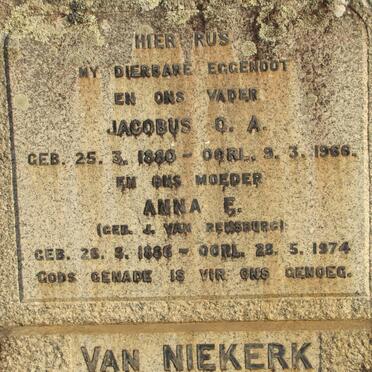 HIER RUS
MY DIERBARE EGGENOOT
EN ONS VADER
JACOBUS C. A.
GEB. 25. 3. 1880 - OORL. 9. 3. 1966.
EN ONS MOEDER
ANNA E.
(GEB. J. VAN RENSBURG)
GEB. 26. 5. 1886 - OORL. 28. 5. 1974
GODS GENADE IS VIR ONS GENOEG.
VAN NIEKERK